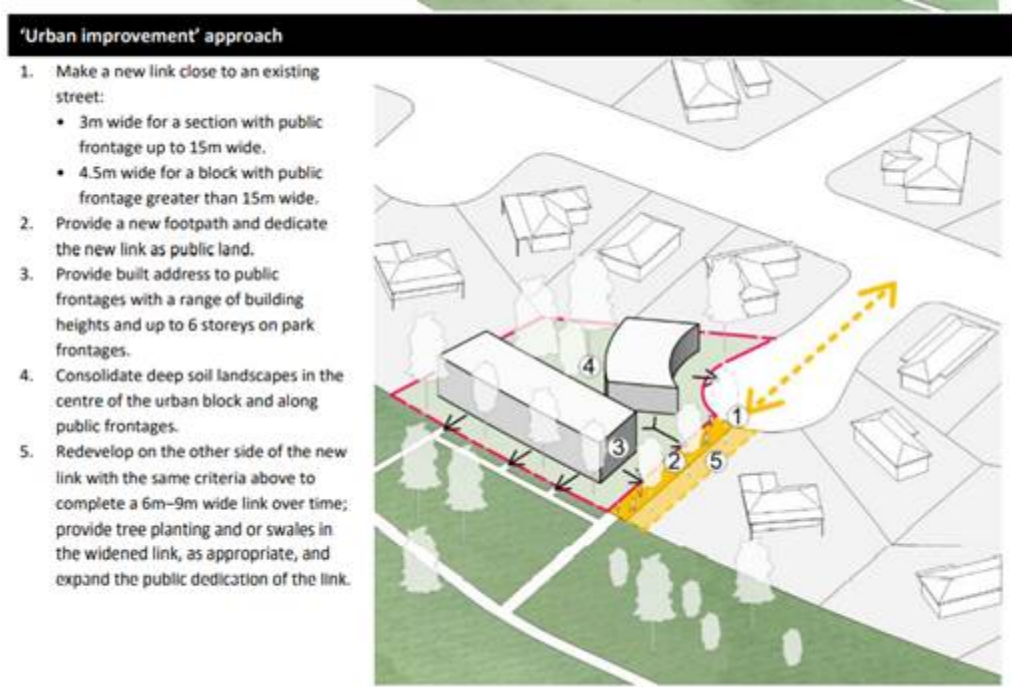 'Urban improvement' approach
1. Make a new link close to an existing
street:
• 3m wide for a section with public
frontage up to 15m wide.
• 4.5m wide for a block with public
frontage greater than 15m wide.
2. Provide a new footpath and dedicate
the new link as public land.
3. Provide built address to public
frontages with a range of building
heights and up to 6 storeys on park
frontages.
4. Consolidate deep soil landscapes in the
centre of the urban block and along
public frontages.
5. Redevelop on the other side of the new
link with the same criteria above to
complete a 6m–9m wide link over time;
provide tree planting and or swales in
the widened link, as appropriate, and
expand the public dedication of the link.
4
1
3
2
5